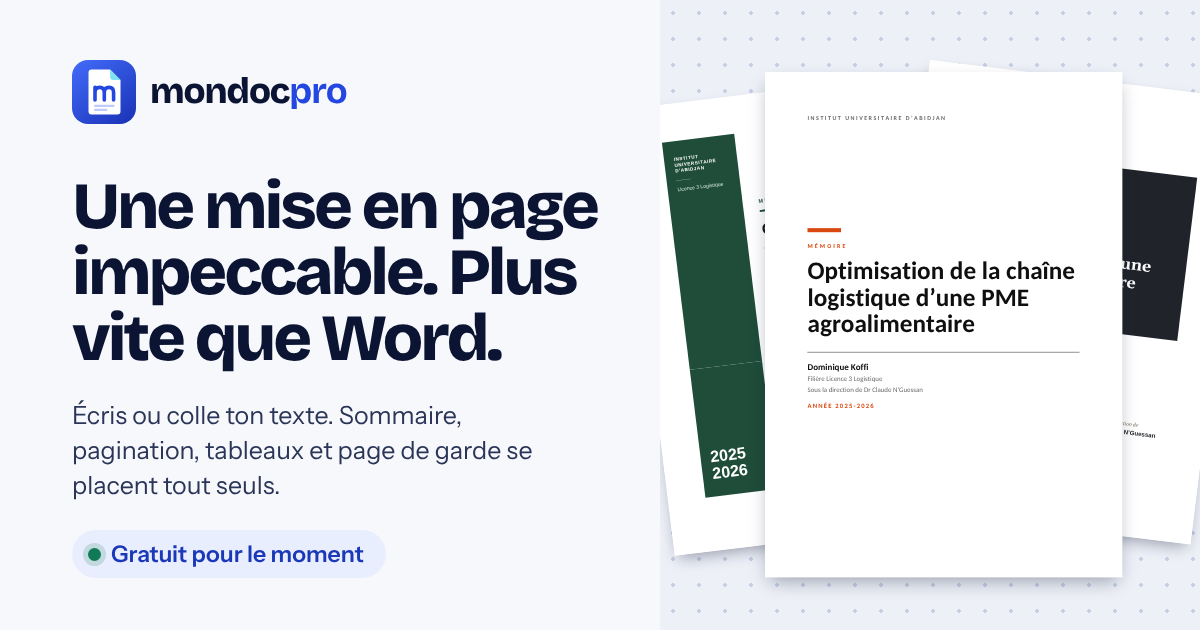 mondocpro
Une mise en page
impeccable. Plus
vite que Word.
Écris ou colle ton texte. Sommaire,
pagination, tableaux et page de garde se
placent tout seuls.
Gratuit pour le moment
INSTITUT
UNIVERSITAIRE
D'ABIDJAN
Licence 3 Logistique
2025
2026
INSTITUT UNIVERSITAIRE D'ABIDJAN
MÉMOIRE
Optimisation de la chaîne
logistique d’une PME
agroalimentaire
Dominique Koffi
Filière Licence 3 Logistique
Sous la direction de Dr Claude N'Guessan
ANNÉE 2025-2026
une
re
de
N'Guessan